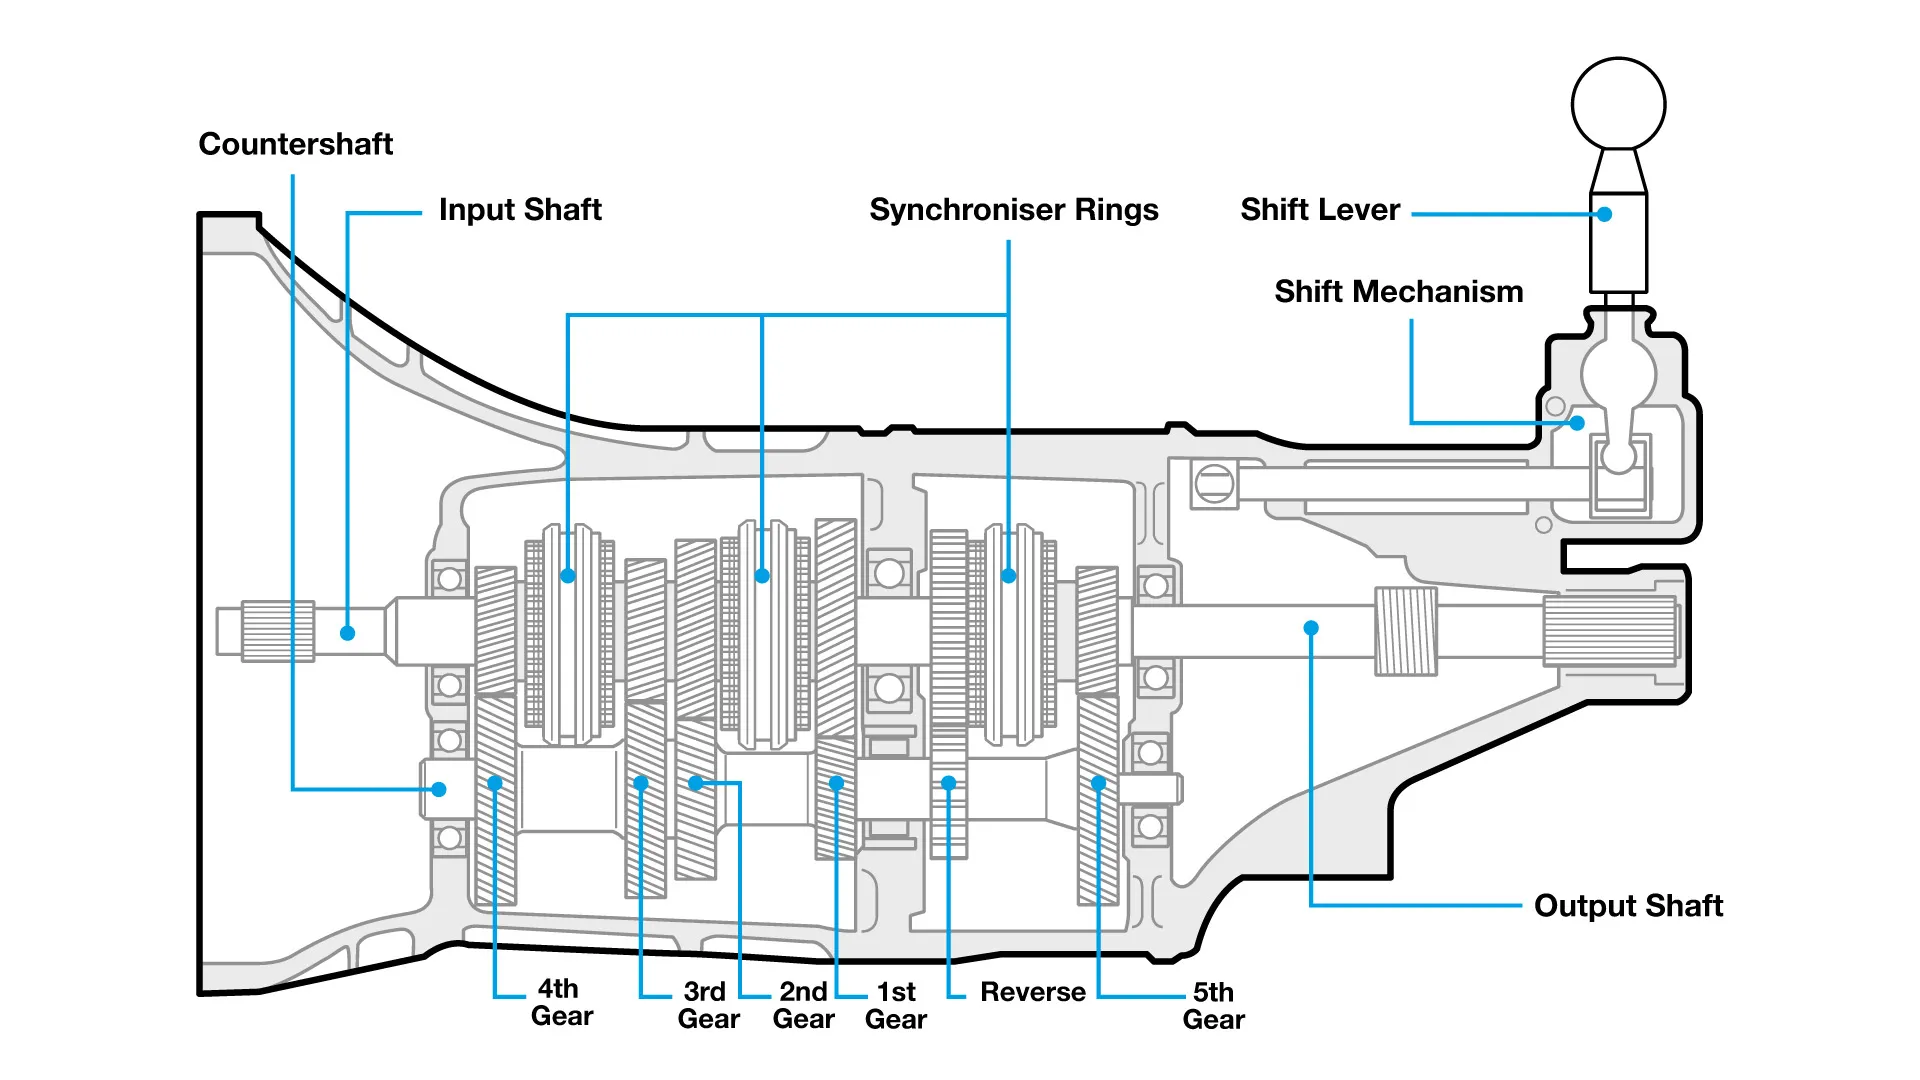 Countershaft
Input Shaft
Synchroniser Rings
Shift Lever
Shift Mechanism
Output Shaft
4th
Gear
3rd
Gear
2nd
Gear
1st
Gear
Reverse
5th
Gear